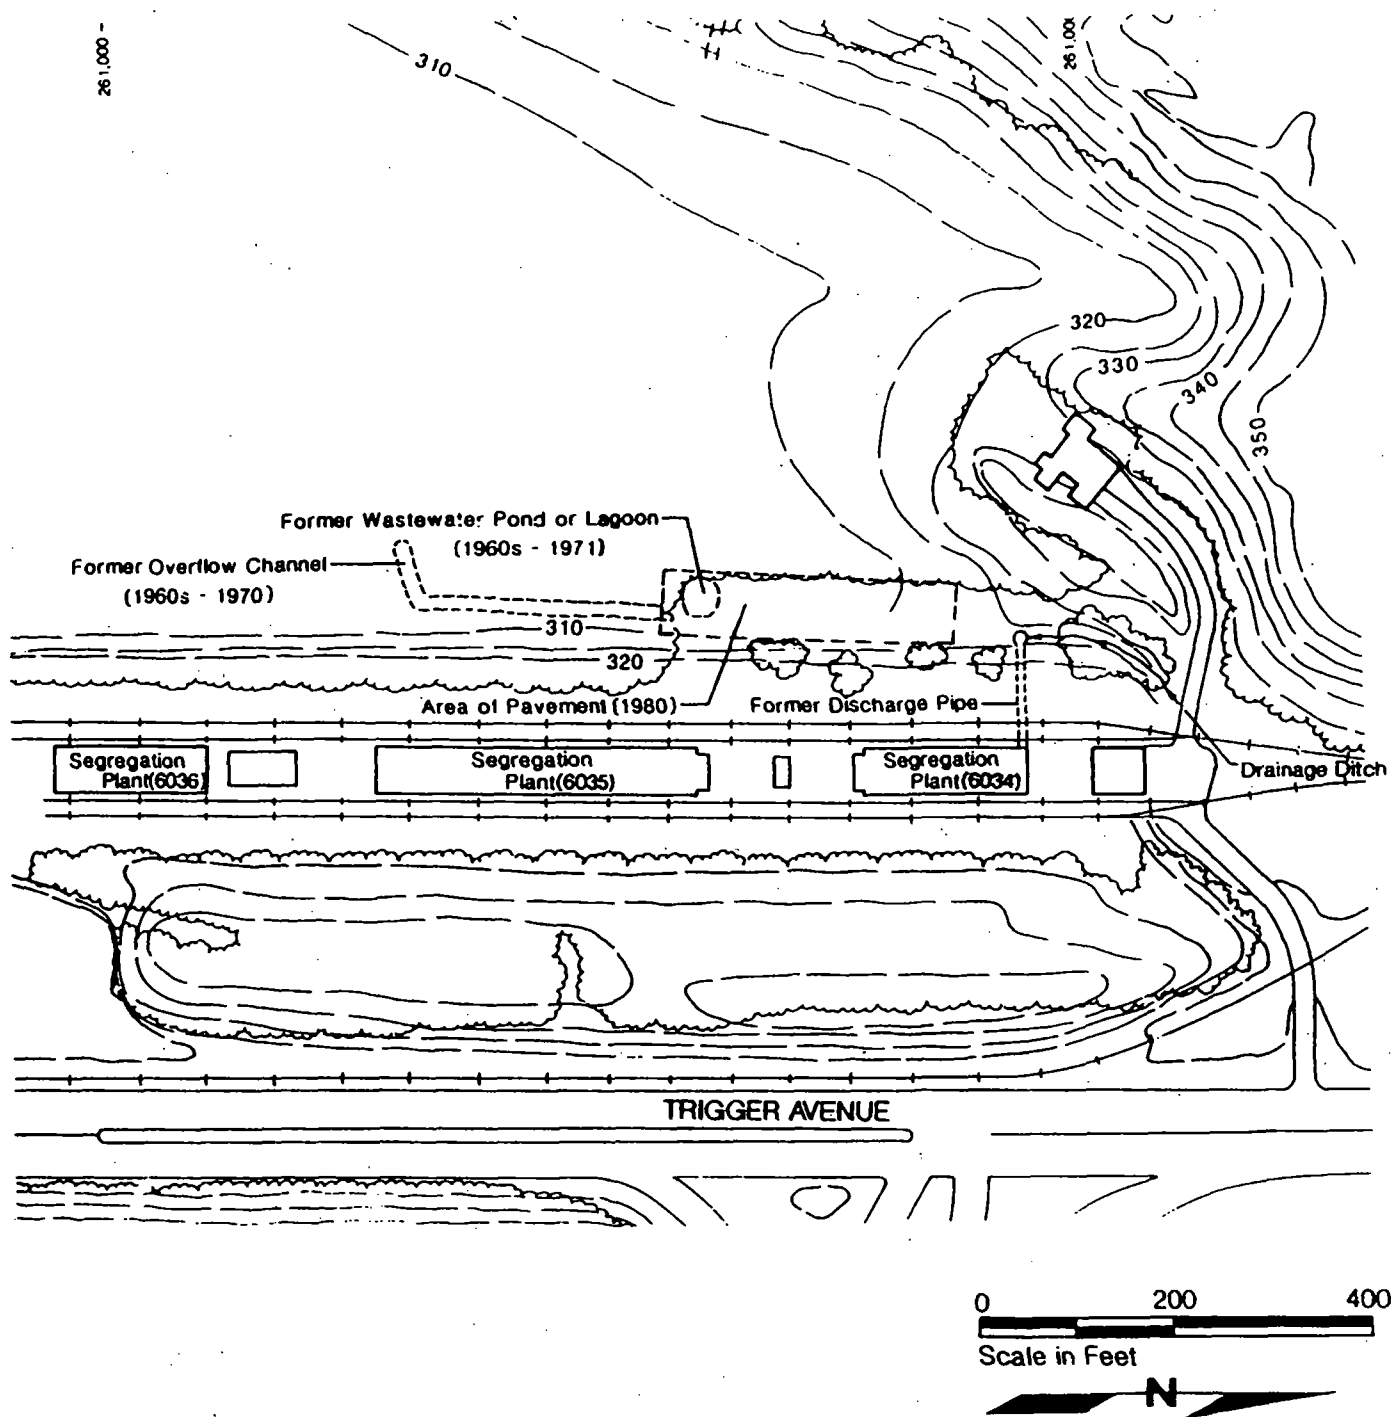 261,000 -
310
320
330
340
350
Former Wastewater Pond or Lagoon
(1960s - 1971)
Former Overflow Channel
(1960s - 1970)
310
320
Area of Pavement (1980)
Former Discharge Pipe
Segregation
Plant(6036)
Segregation
Plant(6035)
Segregation
Plant(6034)
Drainage Ditch
TRIGGER AVENUE
0 200 400
Scale in Feet
N